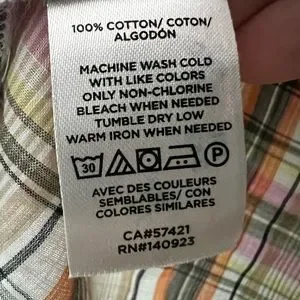 100% COTTON/ COTON/
ALGODÓN
MACHINE WASH COLD
WITH LIKE COLORS
ONLY NON-CHLORINE
BLEACH WHEN NEEDED
TUMBLE DRY LOW
WARM IRON WHEN NEEDED
30 P
AVEC DES COULEURS
SEMBLABLES/ CON
COLORES SIMILARES
CA#57421
RN#140923